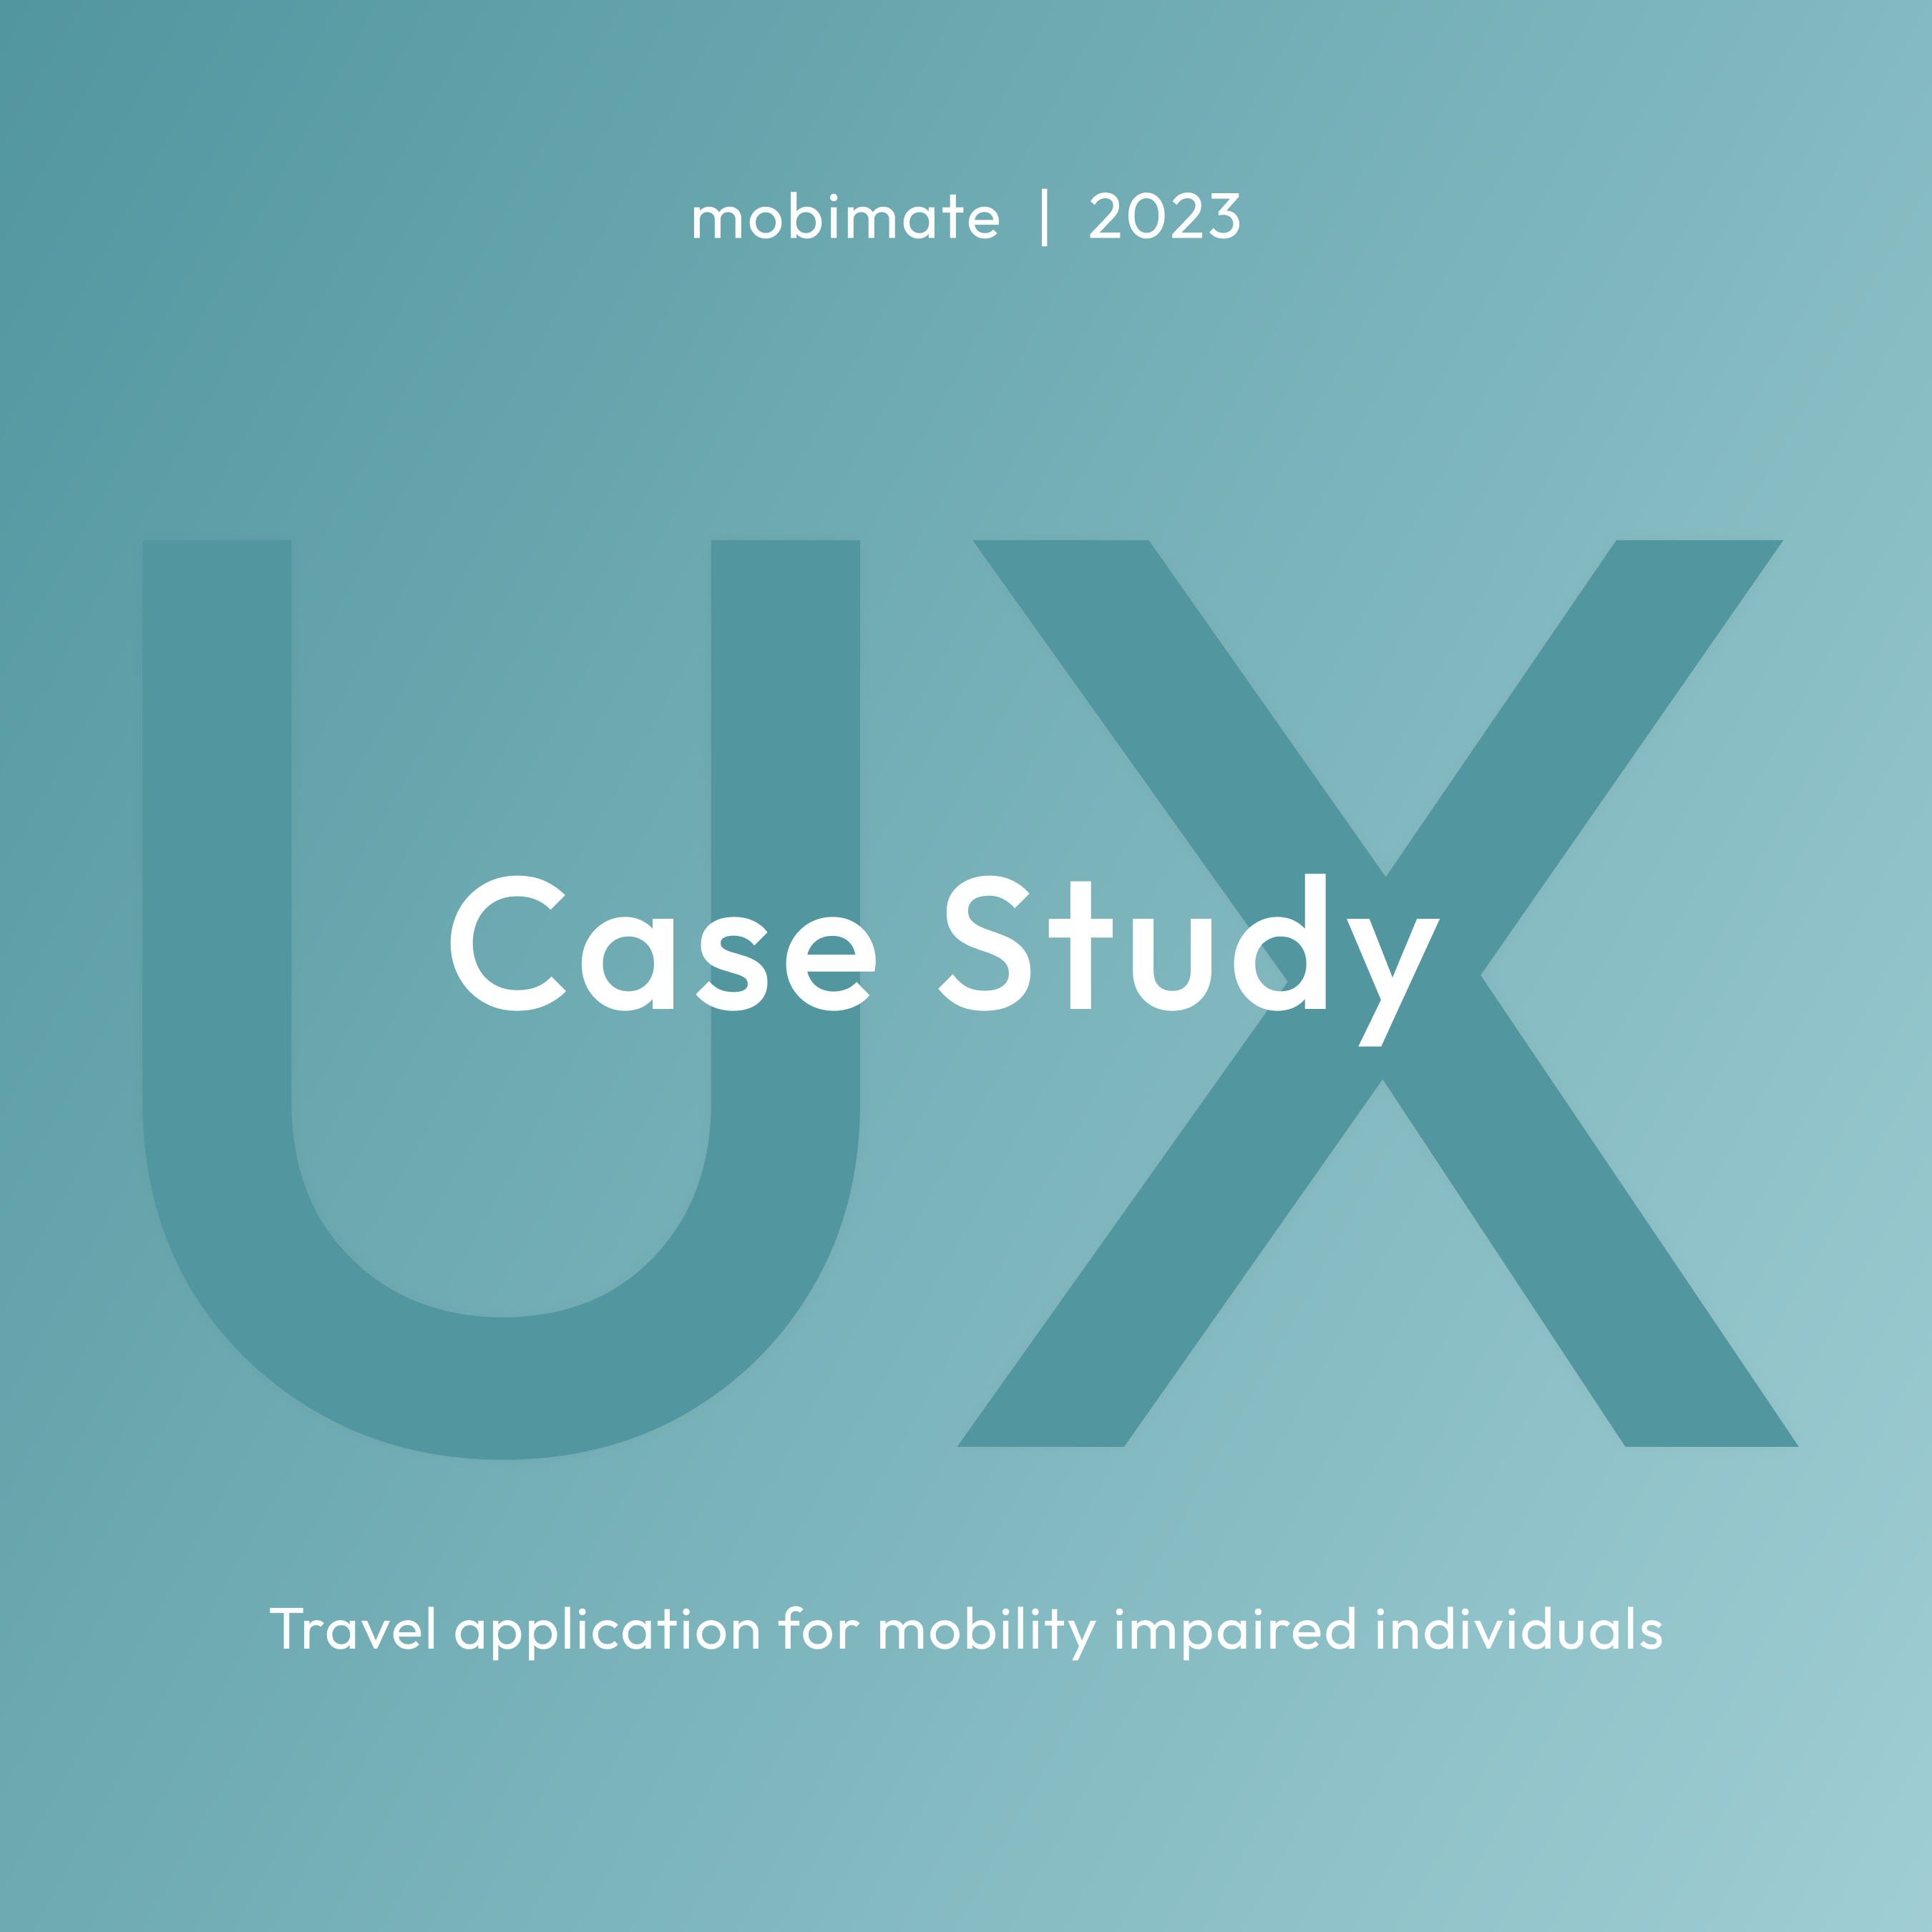 mobimate | 2023
UX
Case Study
Travel application for mobility impaired individuals